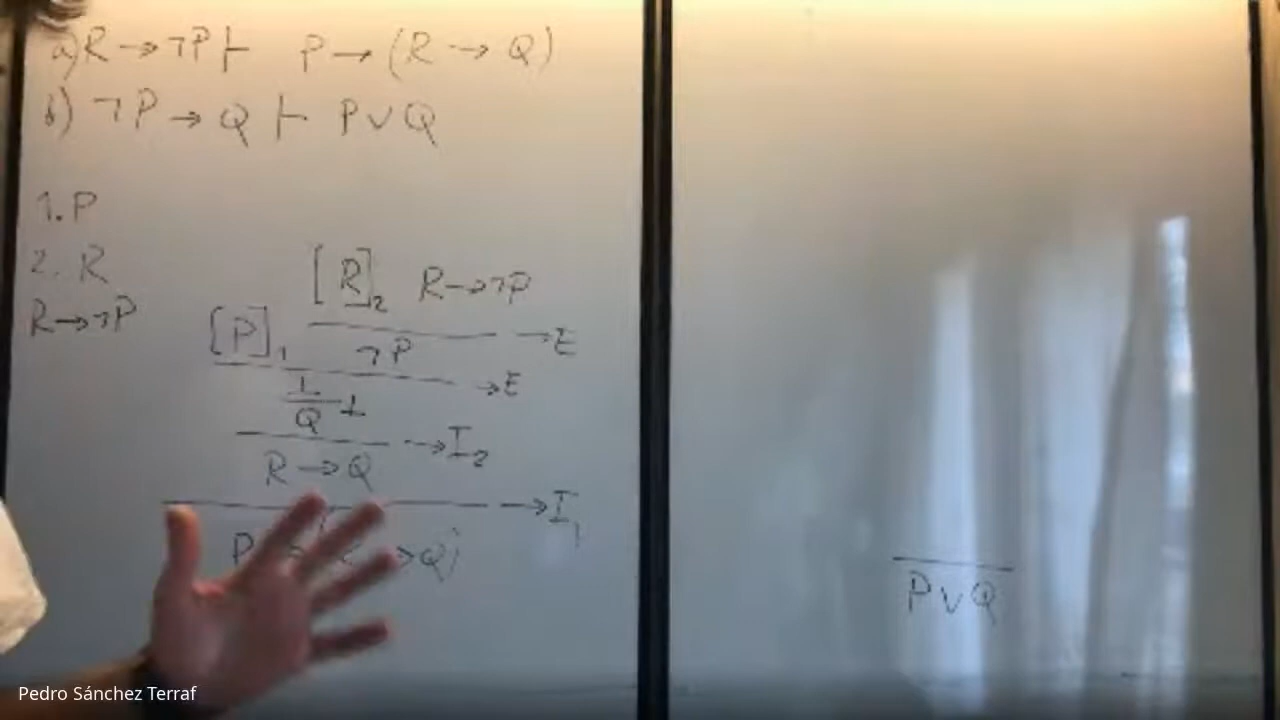 a) R → ¬P ⊢ P → (R → Q)
b) ¬P → Q ⊢ P ∨ Q
1. P
2. R
R → ¬P
[R]₂ R → ¬P
→E
[P]₁ ¬P
→E
⊥
Q ⊥
→I₂
R → Q
→I₁
P → Q)
P ∨ Q
Pedro Sánchez Terraf